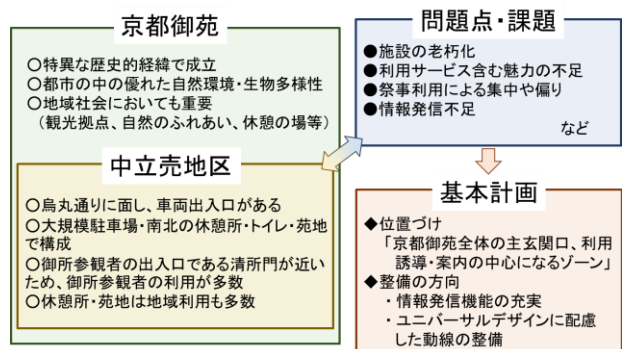 京都御苑
○特異な歴史的経緯で成立
○都市の中の優れた自然環境・生物多様性
○地域社会においても重要
（観光拠点、自然のふれあい、休憩の場等）
中立売地区
○烏丸通りに面し、車両出入口がある
○大規模駐車場・南北の休憩所・トイレ・苑地
で構成
○御所参観者の出入口である清所門が近い
ため、御所参観者の利用が多数
○休憩所・苑地は地域利用も多数
問題点・課題
●施設の老朽化
●利用サービス含む魅力の不足
●祭事利用による集中や偏り
●情報発信不足
など
基本計画
◆位置づけ
「京都御苑全体の主玄関口、利用
誘導・案内の中心になるゾーン」
◆整備の方向
・情報発信機能の充実
・ユニバーサルデザインに配慮
した動線の整備